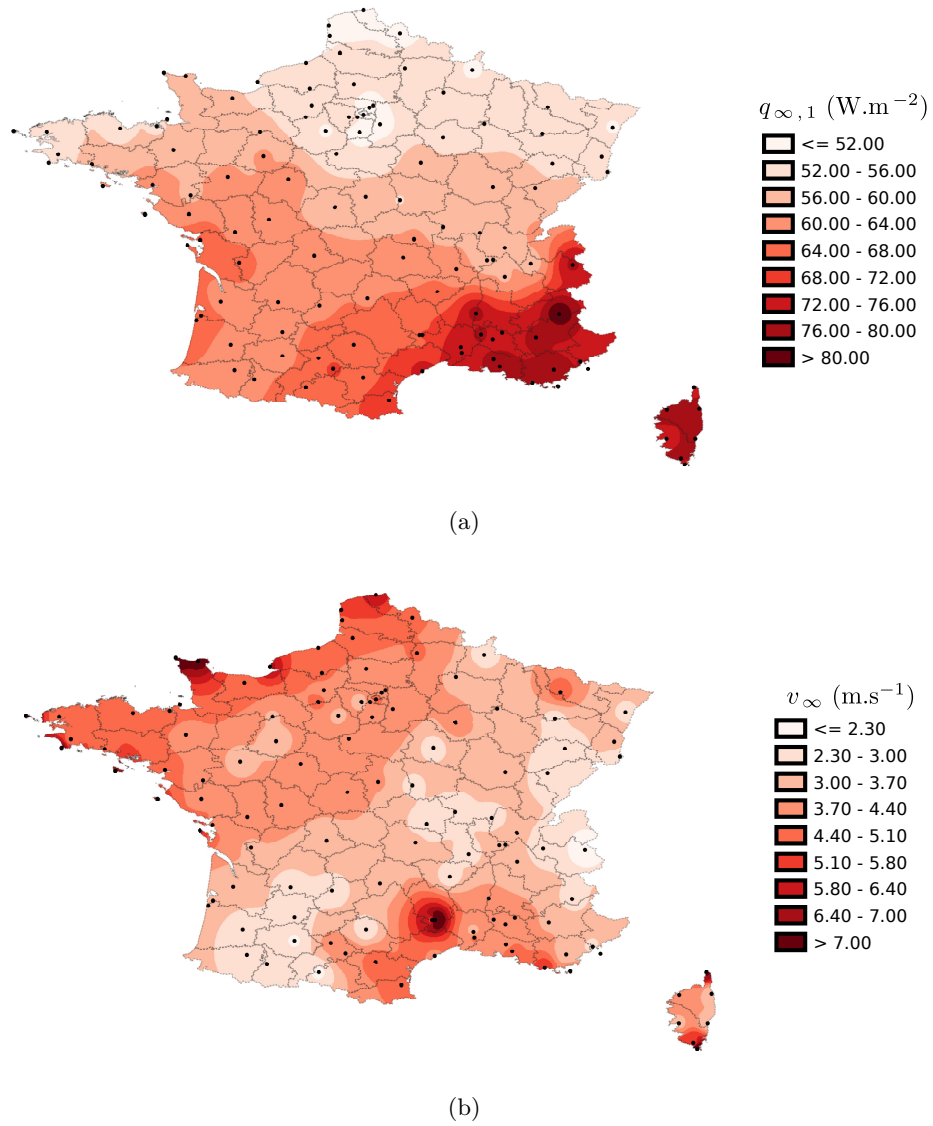 q∞,1 (W.m−2)
<= 52.00
52.00 - 56.00
56.00 - 60.00
60.00 - 64.00
64.00 - 68.00
68.00 - 72.00
72.00 - 76.00
76.00 - 80.00
> 80.00
(a)
v∞ (m.s−1)
<= 2.30
2.30 - 3.00
3.00 - 3.70
3.70 - 4.40
4.40 - 5.10
5.10 - 5.80
5.80 - 6.40
6.40 - 7.00
> 7.00
(b)